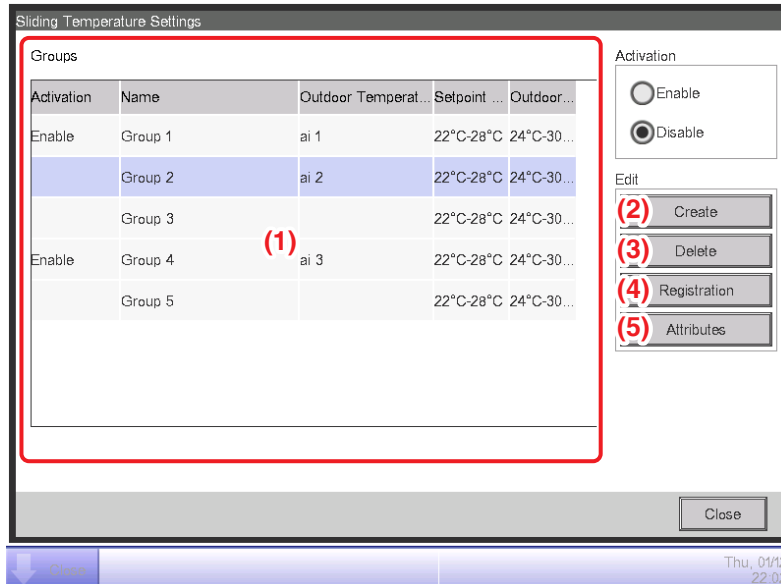 Sliding Temperature Settings
Groups
Activation Name Outdoor Temperat... Setpoint ... Outdoor...
Enable Group 1 ai 1 22°C-28°C 24°C-30...
Group 2 ai 2 22°C-28°C 24°C-30...
Group 3 22°C-28°C 24°C-30...
(1)
Enable Group 4 ai 3 22°C-28°C 24°C-30...
Group 5 22°C-28°C 24°C-30...
Activation
Enable
Disable
Edit
(2) Create
(3) Delete
(4) Registration
(5) Attributes
Close
Close
Thu, 01/1
22:0